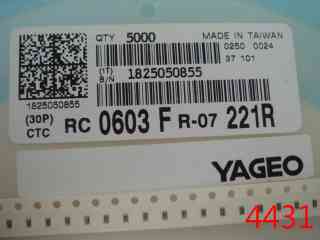 QTY 5000 MADE IN TAIWAN
0250 0024
37 101
(1T) S/N 1825050855
1825050855
(30P) CTC RC 0603 F R-07 221R
YAGEO
4431